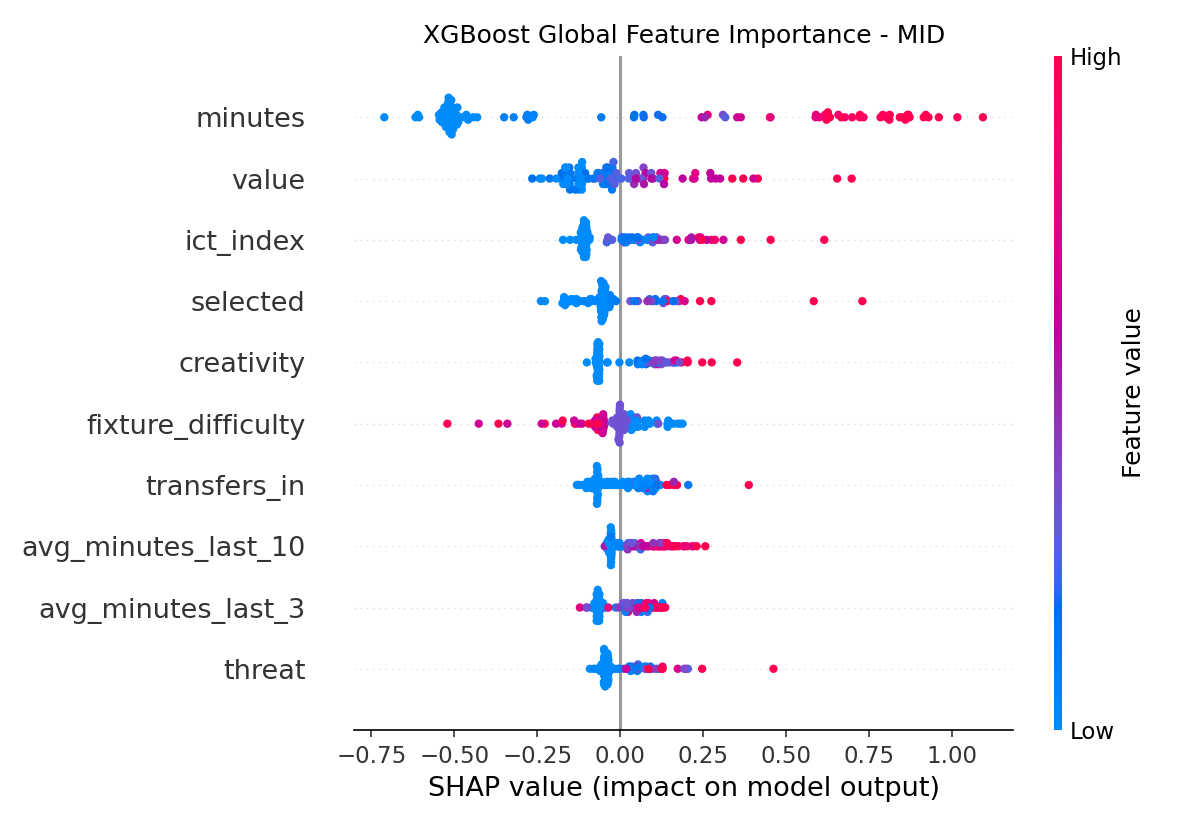 XGBoost Global Feature Importance - MID
High
minutes
value
ict_index
selected
creativity
fixture_difficulty
transfers_in
avg_minutes_last_10
avg_minutes_last_3
threat
Feature value
Low
−0.75 −0.50 −0.25 0.00 0.25 0.50 0.75 1.00
SHAP value (impact on model output)